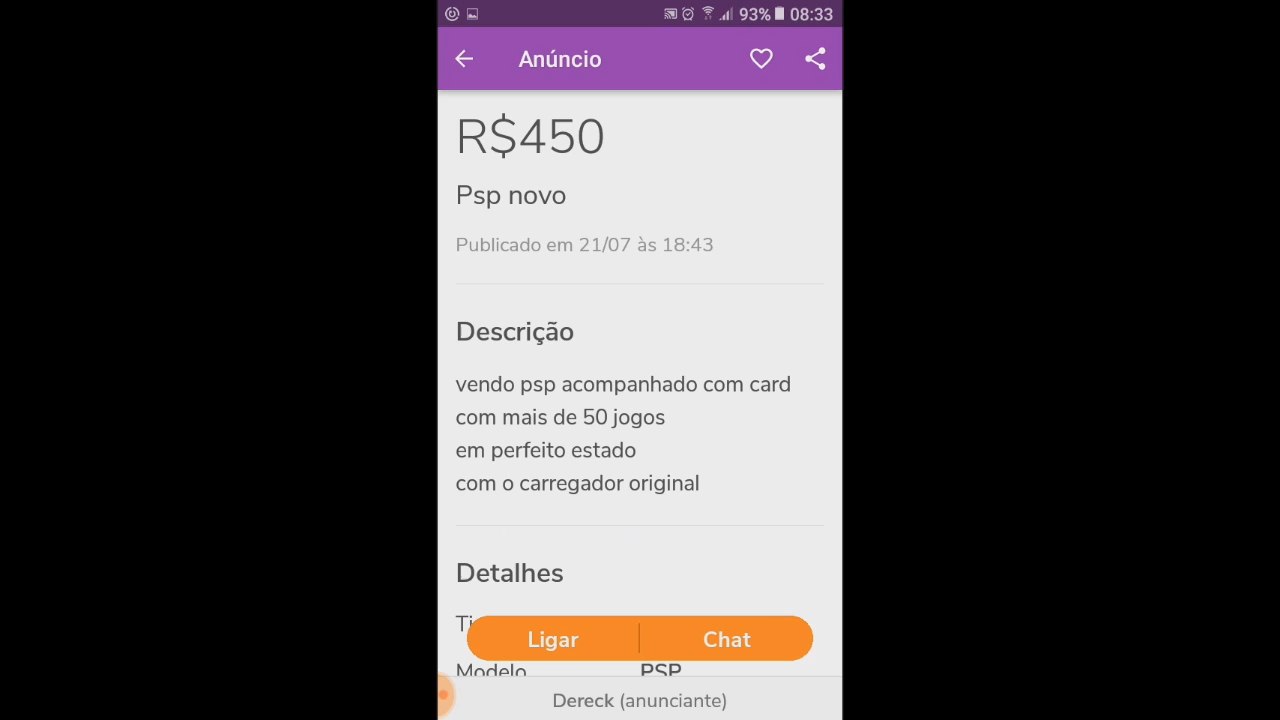 93% 08:33
Anúncio
R$450
Psp novo
Publicado em 21/07 às 18:43
Descrição
vendo psp acompanhado com card
com mais de 50 jogos
em perfeito estado
com o carregador original
Detalhes
Ligar Chat
Modelo PSP
Dereck (anunciante)